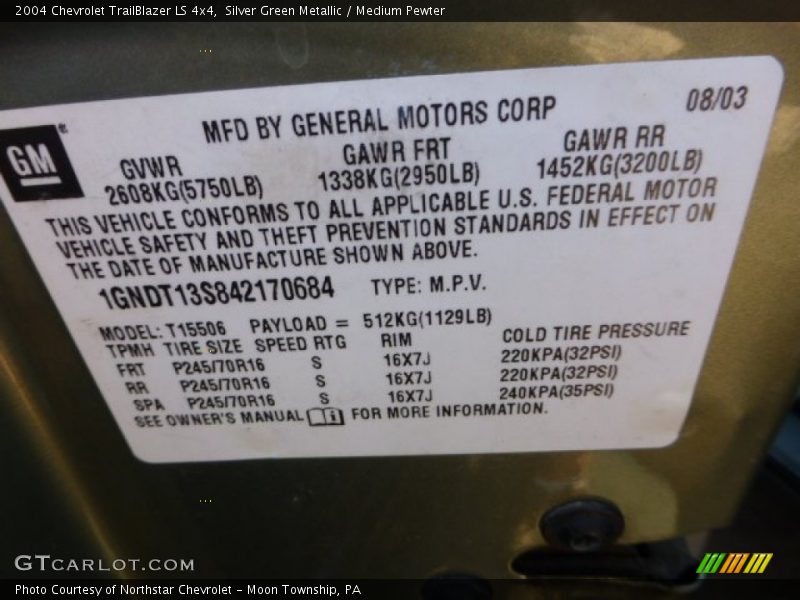 2004 Chevrolet TrailBlazer LS 4x4, Silver Green Metallic / Medium Pewter
GM
MFD BY GENERAL MOTORS CORP 08/03
GVWR GAWR FRT GAWR RR
2608KG(5750LB) 1338KG(2950LB) 1452KG(3200LB)
THIS VEHICLE CONFORMS TO ALL APPLICABLE U.S. FEDERAL MOTOR
VEHICLE SAFETY AND THEFT PREVENTION STANDARDS IN EFFECT ON
THE DATE OF MANUFACTURE SHOWN ABOVE.
1GNDT13S842170684 TYPE: M.P.V.
MODEL: T15506 PAYLOAD = 512KG(1129LB)
TPMH TIRE SIZE SPEED RTG RIM COLD TIRE PRESSURE
FRT P245/70R16 S 16X7J 220KPA(32PSI)
RR P245/70R16 S 16X7J 220KPA(32PSI)
SPA P245/70R16 S 16X7J 240KPA(35PSI)
SEE OWNER'S MANUAL FOR MORE INFORMATION.
GTCARLOT.COM
Photo Courtesy of Northstar Chevrolet - Moon Township, PA